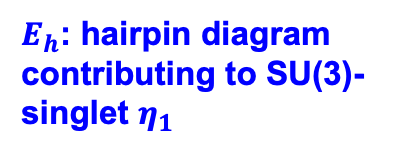 E_h: hairpin diagram
contributing to SU(3)-
singlet η_1